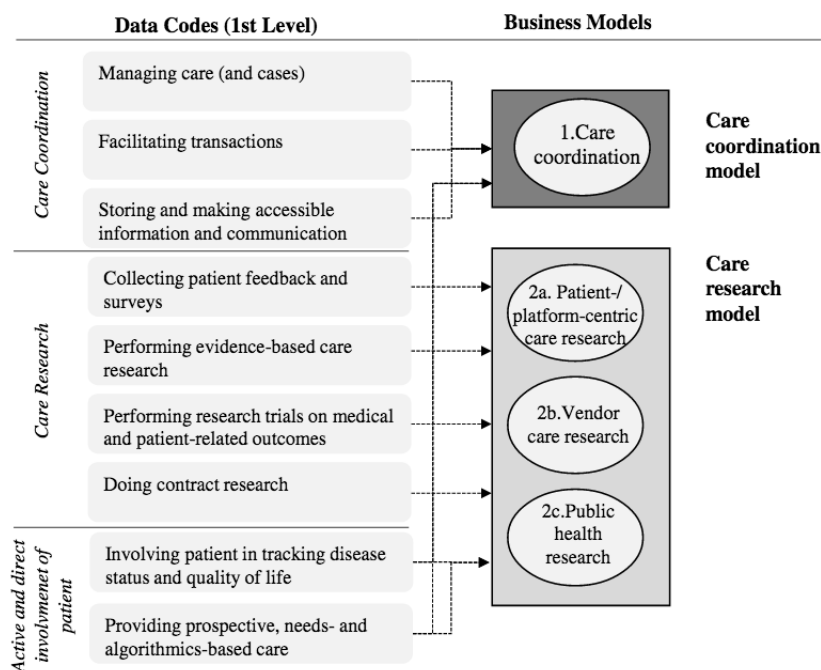 Data Codes (1st Level)
Business Models
Care Coordination
Managing care (and cases)
Facilitating transactions
Storing and making accessible
information and communication
1.Care
coordination
Care
coordination
model
Care Research
Collecting patient feedback and
surveys
Performing evidence-based care
research
Performing research trials on medical
and patient-related outcomes
Doing contract research
2a. Patient-/
platform-centric
care research
2b.Vendor
care research
2c.Public
health
research
Care
research
model
Active and direct
involvmenet of
patient
Involving patient in tracking disease
status and quality of life
Providing prospective, needs- and
algorithmics-based care